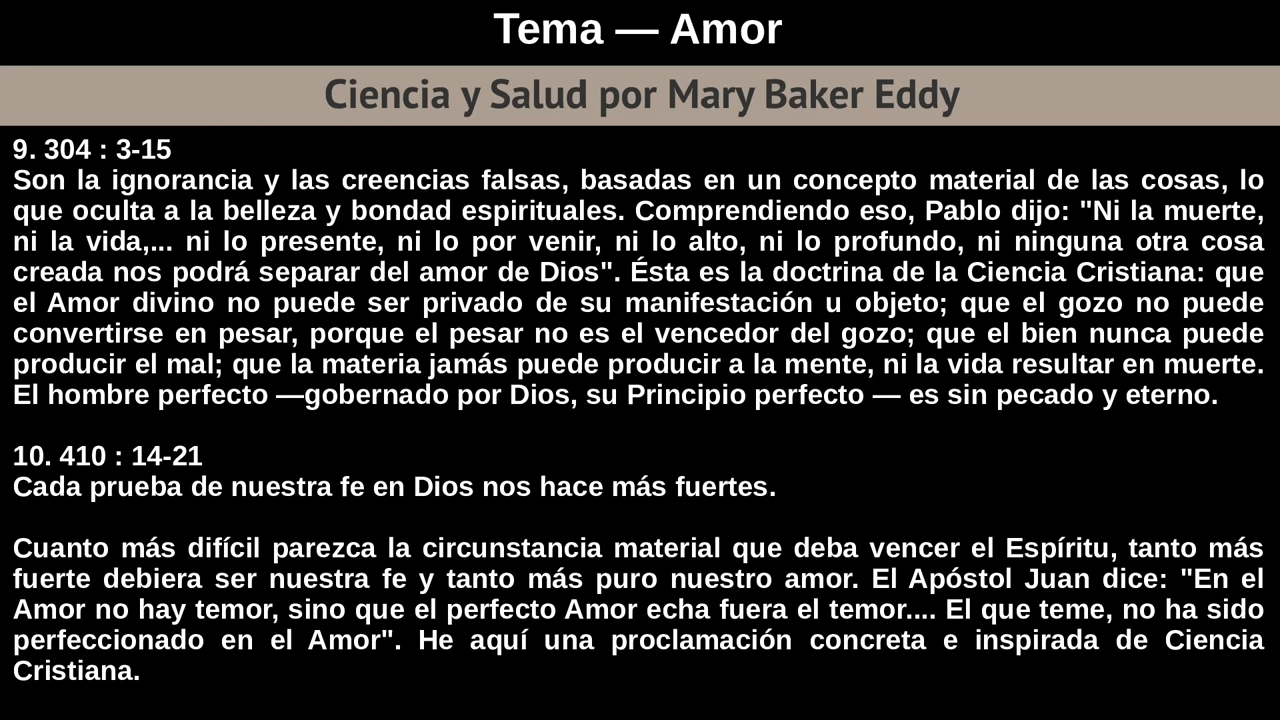 Tema — Amor
Ciencia y Salud por Mary Baker Eddy
9. 304 : 3-15
Son la ignorancia y las creencias falsas, basadas en un concepto material de las cosas, lo
que oculta a la belleza y bondad espirituales. Comprendiendo eso, Pablo dijo: "Ni la muerte,
ni la vida,... ni lo presente, ni lo por venir, ni lo alto, ni lo profundo, ni ninguna otra cosa
creada nos podrá separar del amor de Dios". Ésta es la doctrina de la Ciencia Cristiana: que
el Amor divino no puede ser privado de su manifestación u objeto; que el gozo no puede
convertirse en pesar, porque el pesar no es el vencedor del gozo; que el bien nunca puede
producir el mal; que la materia jamás puede producir a la mente, ni la vida resultar en muerte.
El hombre perfecto —gobernado por Dios, su Principio perfecto — es sin pecado y eterno.
10. 410 : 14-21
Cada prueba de nuestra fe en Dios nos hace más fuertes.
Cuanto más difícil parezca la circunstancia material que deba vencer el Espíritu, tanto más
fuerte debiera ser nuestra fe y tanto más puro nuestro amor. El Apóstol Juan dice: "En el
Amor no hay temor, sino que el perfecto Amor echa fuera el temor.... El que teme, no ha sido
perfeccionado en el Amor". He aquí una proclamación concreta e inspirada de Ciencia
Cristiana.